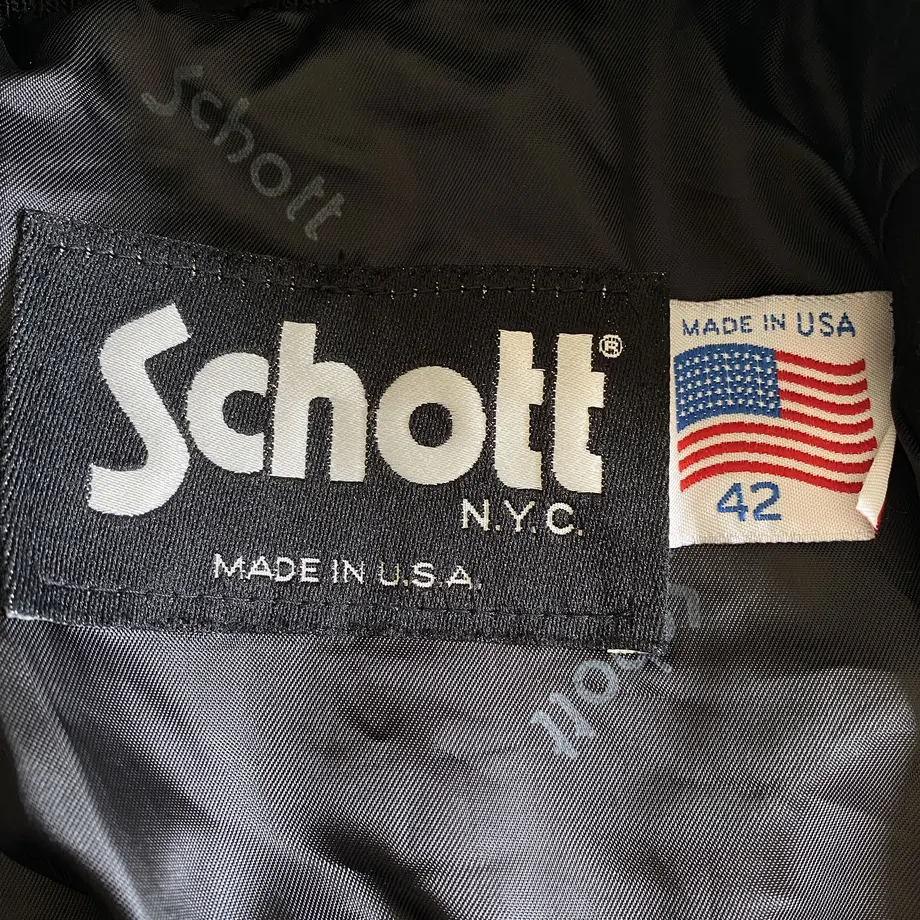 Schott
Schott®
N.Y.C.
MADE IN U.S.A.
MADE IN USA
42
Schott